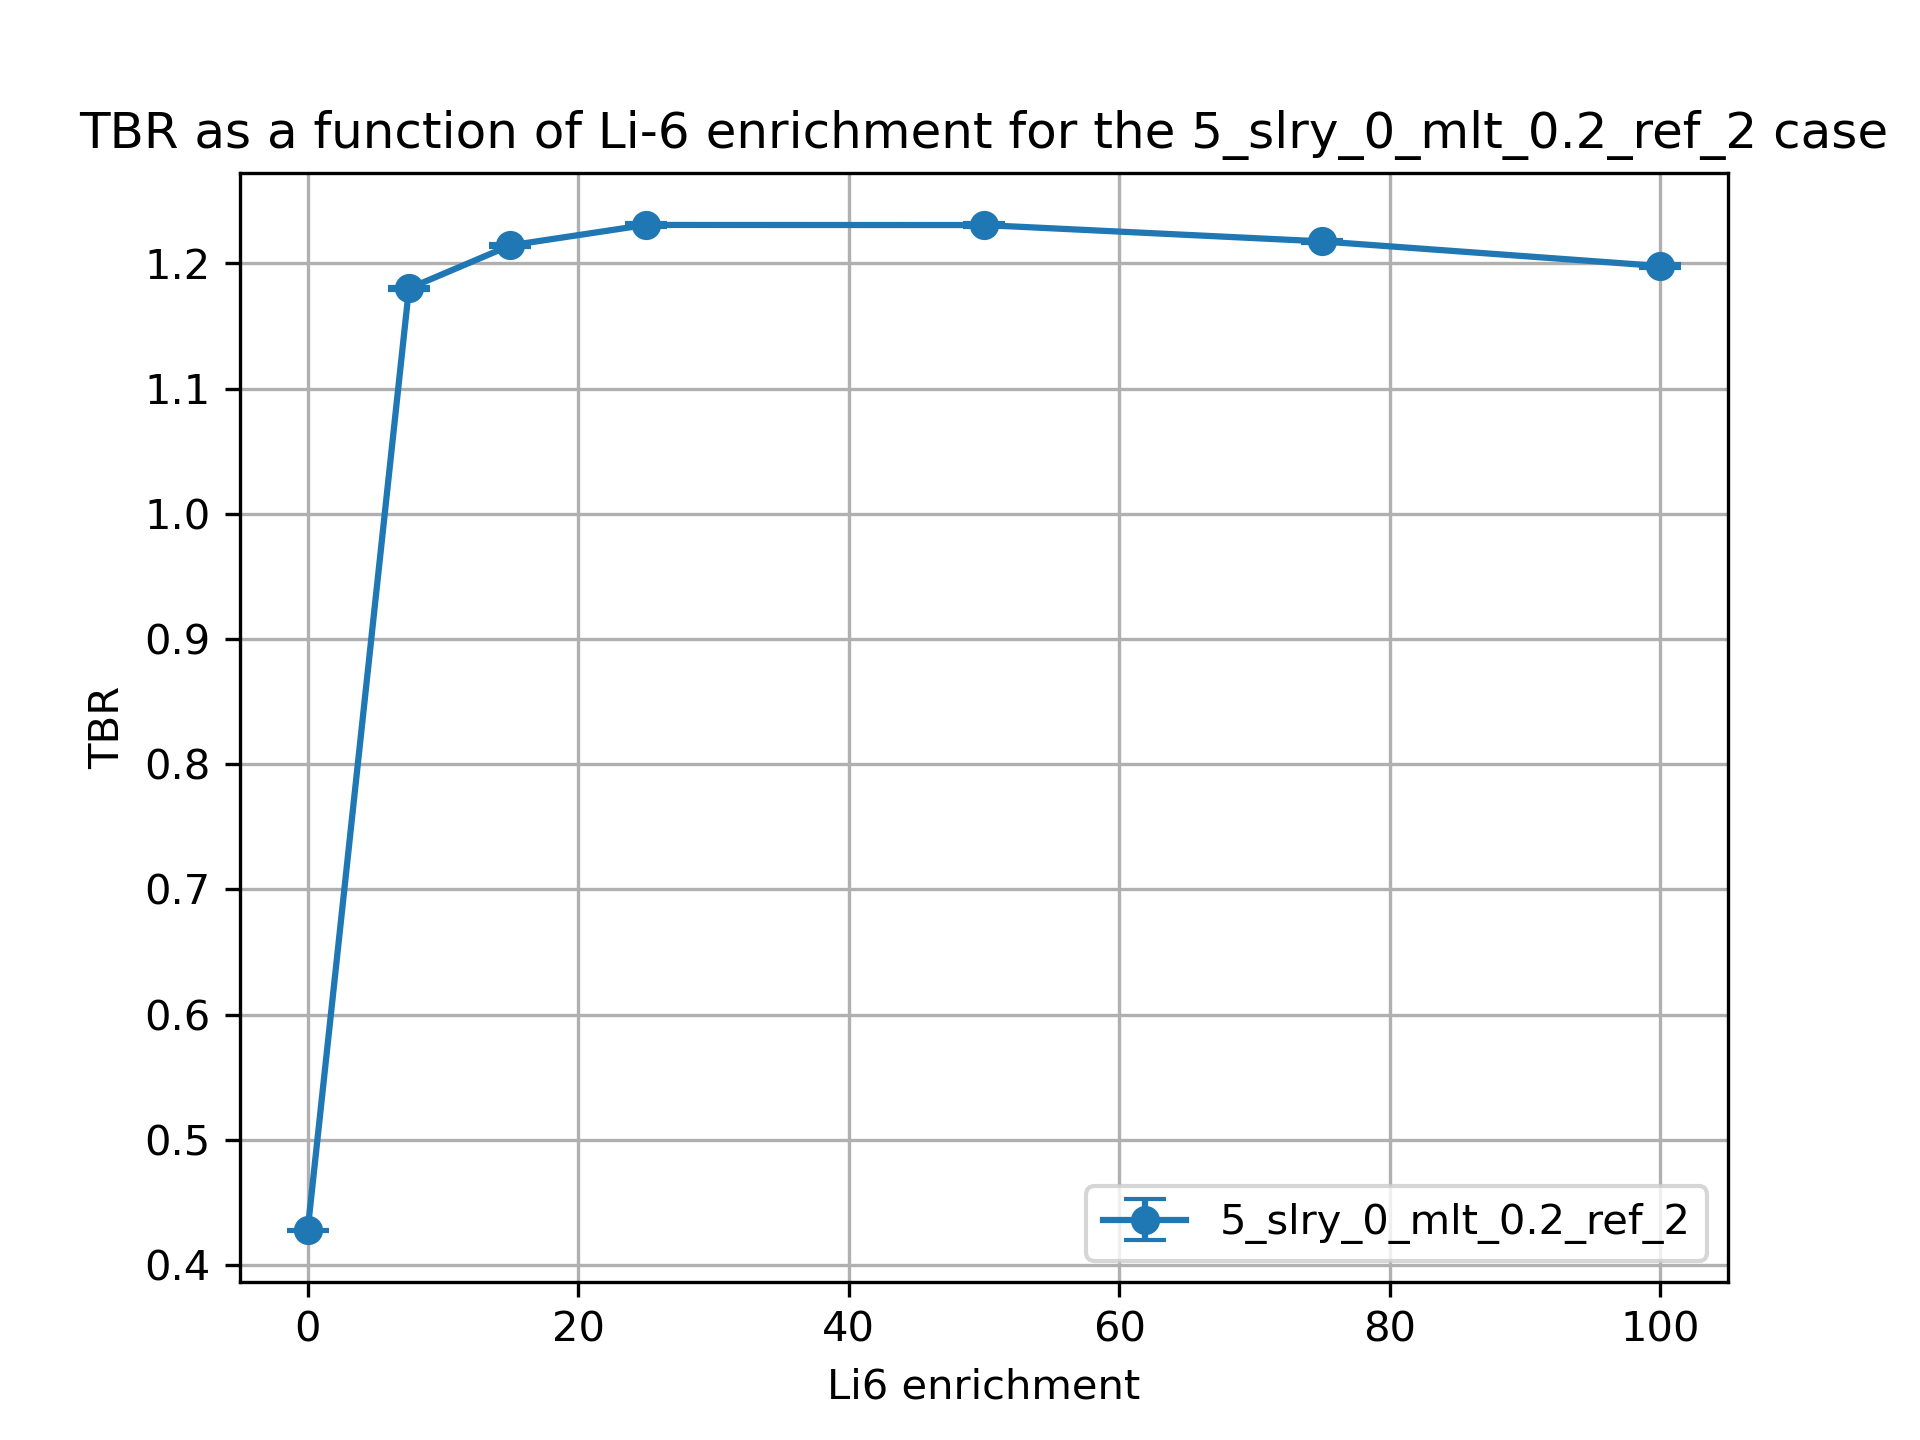 TBR as a function of Li-6 enrichment for the 5_slry_0_mlt_0.2_ref_2 case
TBR
1.2
1.1
1.0
0.9
0.8
0.7
0.6
0.5
0.4
5_slry_0_mlt_0.2_ref_2
0 20 40 60 80 100
Li6 enrichment